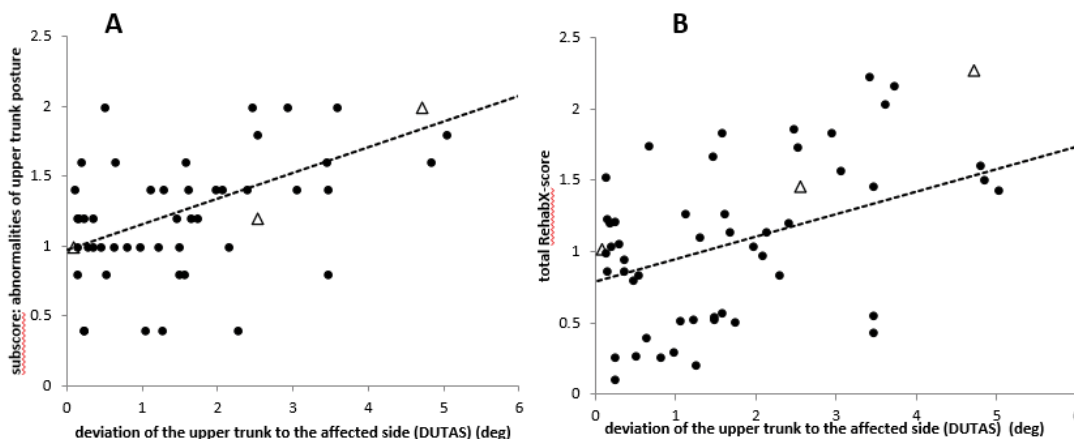 A
2.5
2
1.5
1
0.5
0
0 1 2 3 4 5 6
subscore: abnormalities of upper trunk posture
deviation of the upper trunk to the affected side (DUTAS) (deg)
B
2.5
2
1.5
1
0.5
0
0 1 2 3 4 5 6
total RehabX-score
deviation of the upper trunk to the affected side (DUTAS) (deg)